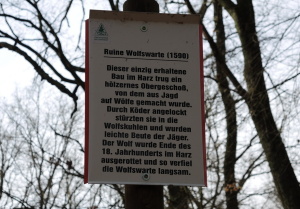 Ruine Wolfswarte (1598)
Dieser einzig erhaltene
Bau im Harz trug ein
hölzernes Obergeschoß,
von dem aus Jagd
auf Wölfe gemacht wurde.
Durch Köder angelockt
stürzten sie in die
Wolfskuhlen und wurden
leichte Beute der Jäger.
Der Wolf wurde Ende des
18. Jahrhunderts im Harz
ausgerottet und so verfiel
die Wolfswarte langsam.